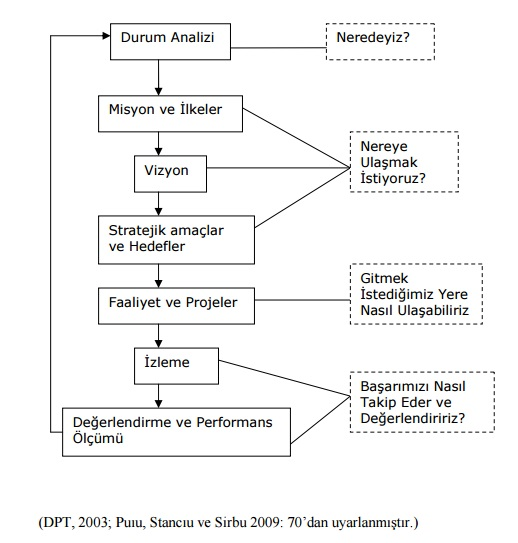 Durum Analizi
Neredeyiz?
Misyon ve İlkeler
Nereye
Ulaşmak
İstiyoruz?
Vizyon
Stratejik amaçlar
ve Hedefler
Gitmek
İstediğimiz Yere
Nasıl Ulaşabiliriz
Faaliyet ve Projeler
İzleme
Başarımızı Nasıl
Takip Eder ve
Değerlendiririz?
Değerlendirme ve Performans
Ölçümü
(DPT, 2003; Puıu, Stancıu ve Sirbu 2009: 70’dan uyarlanmıştır.)